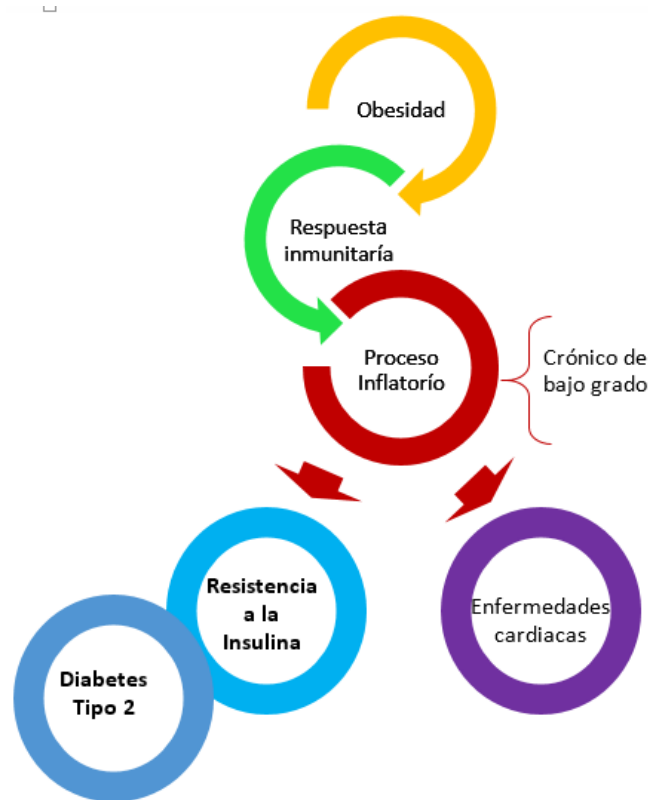 Obesidad
Respuesta
inmunitaría
Proceso
Inflatorío
Crónico de
bajo grado
Resistencia
a la
Insulina
Enfermedades
cardiacas
Diabetes
Tipo 2